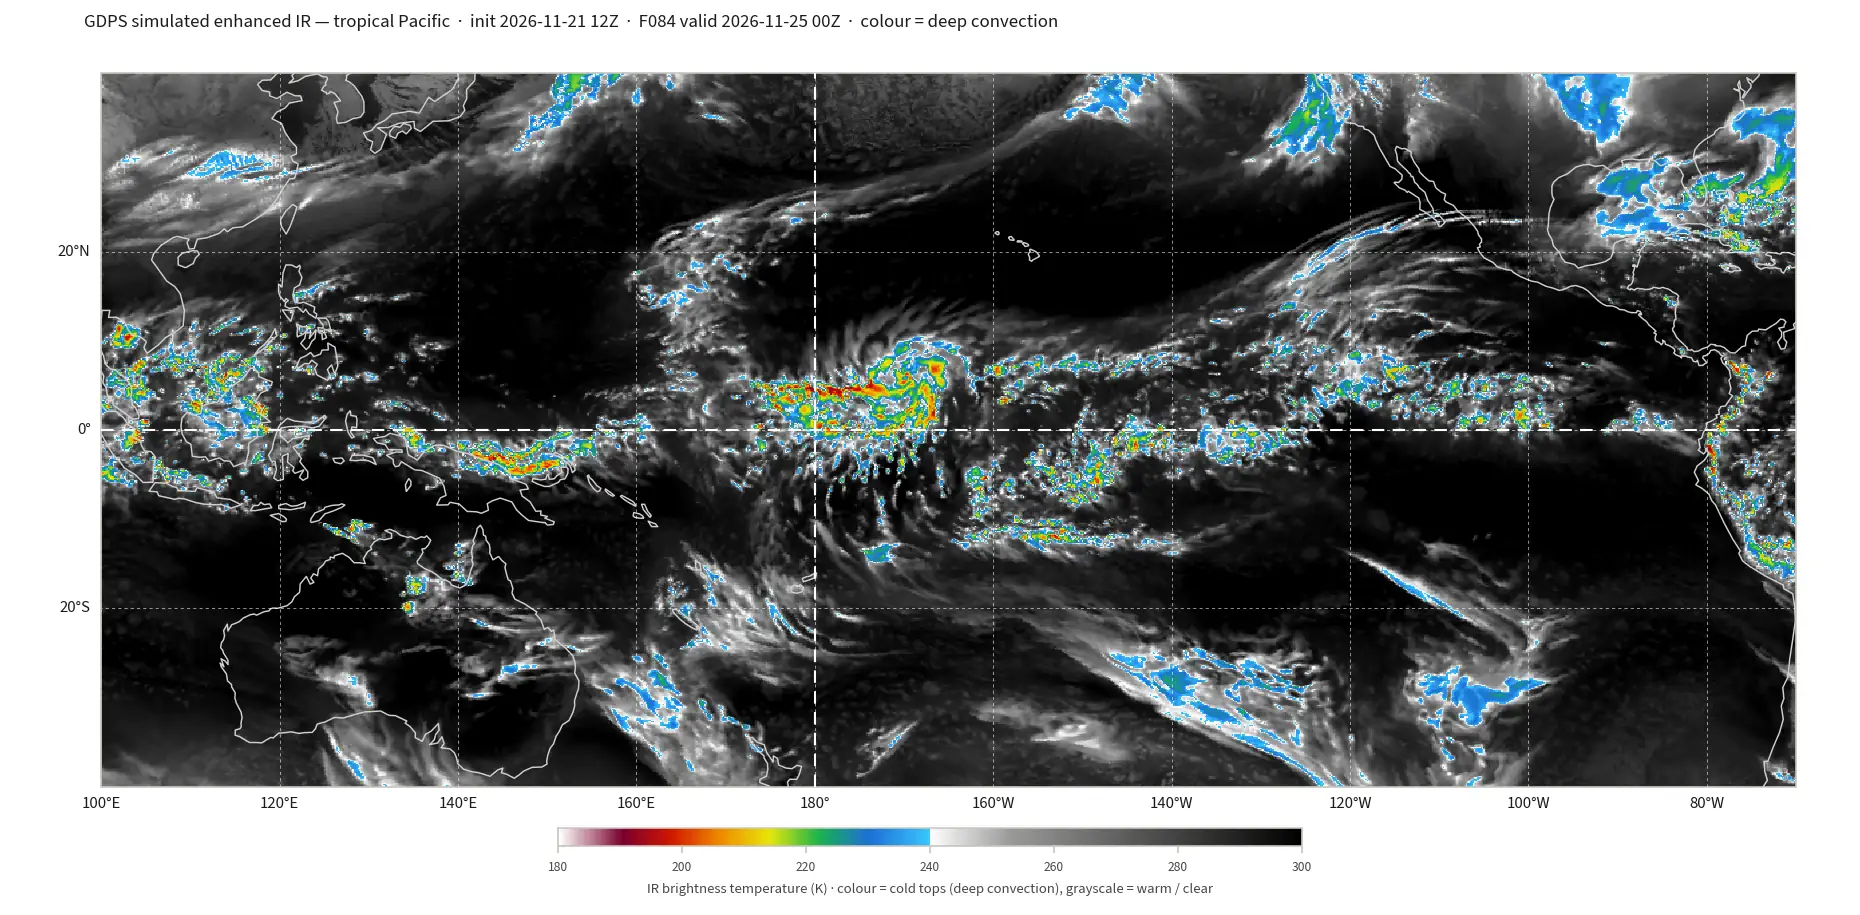 GDPS simulated enhanced IR — tropical Pacific · init 2026-11-21 12Z · F084 valid 2026-11-25 00Z · colour = deep convection
20°N
0°
20°S
100°E 120°E 140°E 160°E 180° 160°W 140°W 120°W 100°W 80°W
180 200 220 240 260 280 300
IR brightness temperature (K) · colour = cold tops (deep convection), grayscale = warm / clear